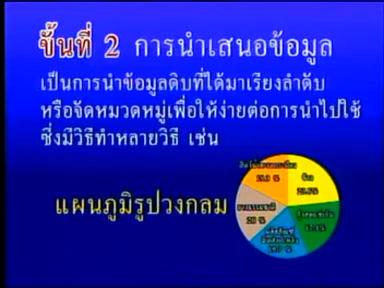 ขั้นที่ 2 การนำเสนอข้อมูล
เป็นการนำข้อมูลดิบที่ได้มาเรียงลำดับ
หรือจัดหมวดหมู่เพื่อให้ง่ายต่อการนำไปใช้
ซึ่งมีวิธีทำหลายวิธี เช่น
แผนภูมิรูปวงกลม
ข้าว
20 %